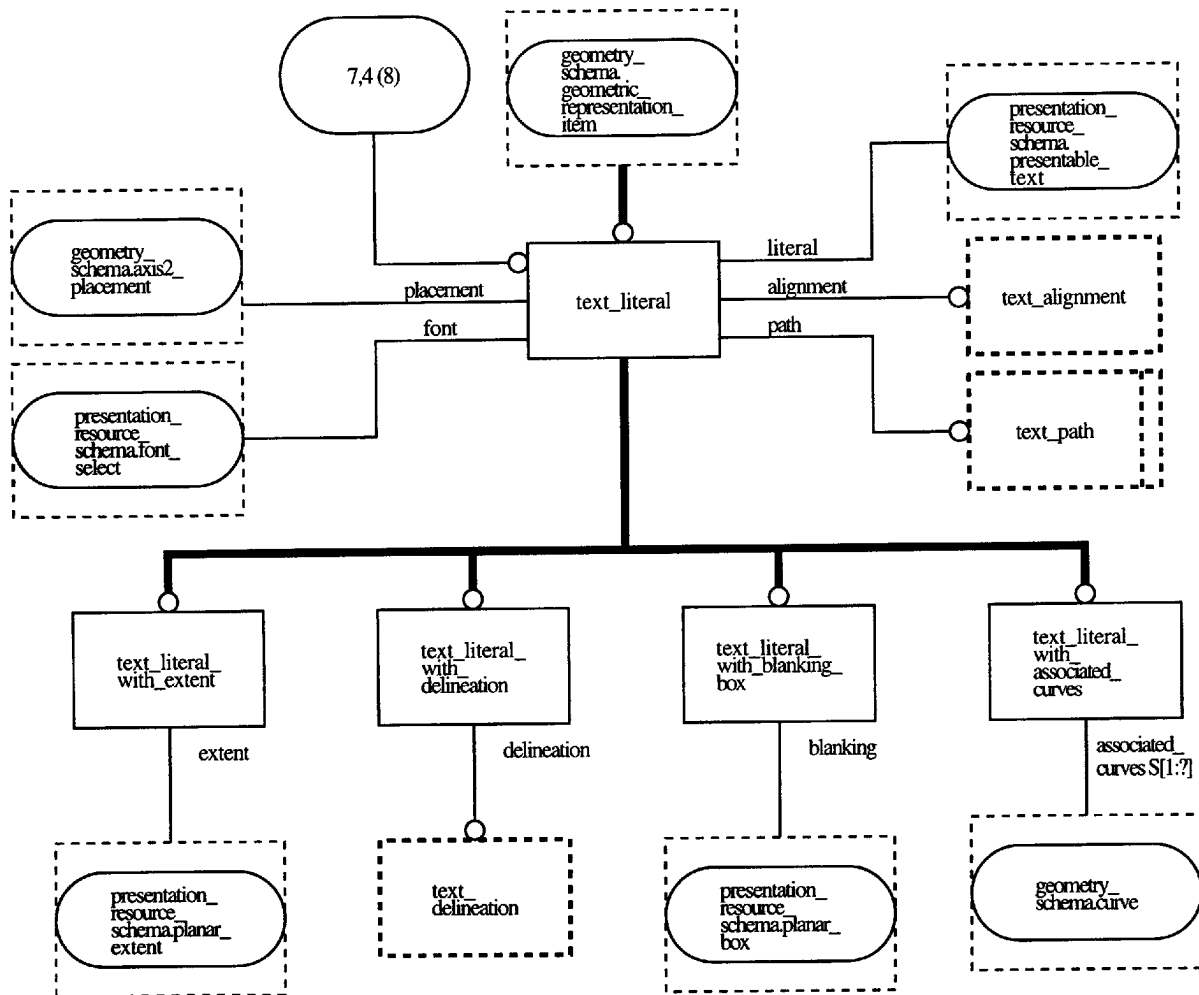 7,4 (8)
geometry_
schema.
geometric_
representation_
item
presentation_
resource_
schema.
presentable_
text
geometry_
schema.axis2_
placement
placement
font
text_literal
literal
alignment
path
text_alignment
presentation_
resource_
schema.font_
select
text_path
text_literal_
with_extent
text_literal_
with_
delineation
text_literal_
with_blanking_
box
text_literal_
with_
associated_
curves
extent
delineation
blanking
associated_
curves S[1:?]
presentation_
resource_
schema.planar_
extent
text_
delineation
presentation_
resource_
schema.planar_
box
geometry_
schema.curve